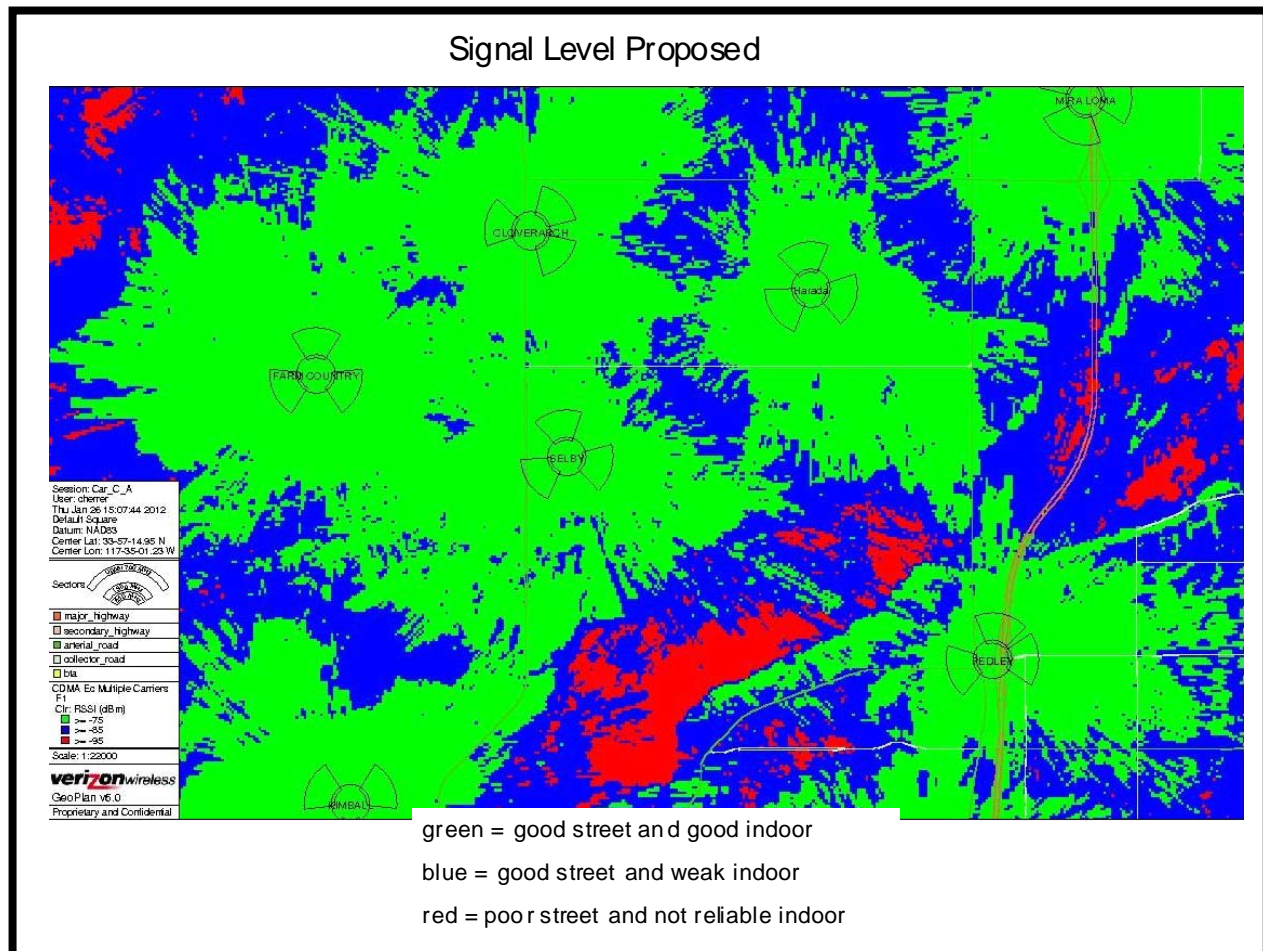 Signal Level Proposed
MIRA LOMA
CLOVERARCH
Harada
FARM COUNTRY
SELBY
PEDLEY
KIMBALL
Session: Car_C_A
User: cherrer
Thu Jan 26 15:07:44 2012
Default Square
Datum: NAD83
Center Lat: 33-57-14.95 N
Center Lon: 117-35-01.23 W
Sectors
Upper 700 MHz
major_highway
secondary_highway
arterial_road
collector_road
bta
CDMA Ec Multiple Carriers
F1
Clr: RSSI (dBm)
>= -75
>= -85
>= -95
Scale: 1:22000
verizonwireless
GeoPlan v6.0
Proprietary and Confidential
green = good street and good indoor
blue = good street and weak indoor
red = poor street and not reliable indoor